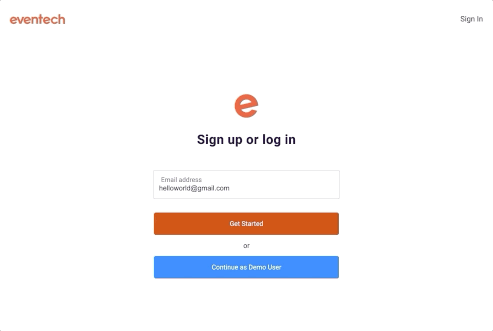 eventech
Sign In
e
Sign up or log in
Email address
helloworld@gmail.com
Get Started
or
Continue as Demo User